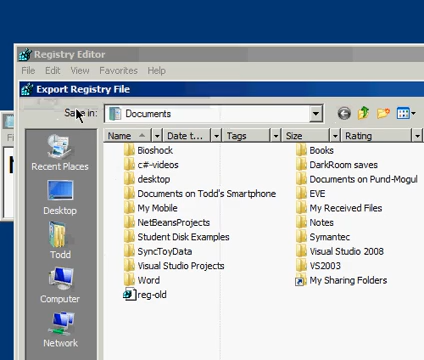 Registry Editor
File Edit View Favorites Help
Export Registry File
Save in: Documents
Name Date t... Tags Size Rating
Recent Places
Desktop
Todd
Computer
Network
Bioshock
c#-videos
desktop
Documents on Todd's Smartphone
My Mobile
NetBeansProjects
Student Disk Examples
SyncToyData
Visual Studio Projects
Word
reg-old
Books
DarkRoom saves
Documents on Pund-Mogul
EVE
My Received Files
Notes
Symantec
Visual Studio 2008
VS2003
My Sharing Folders